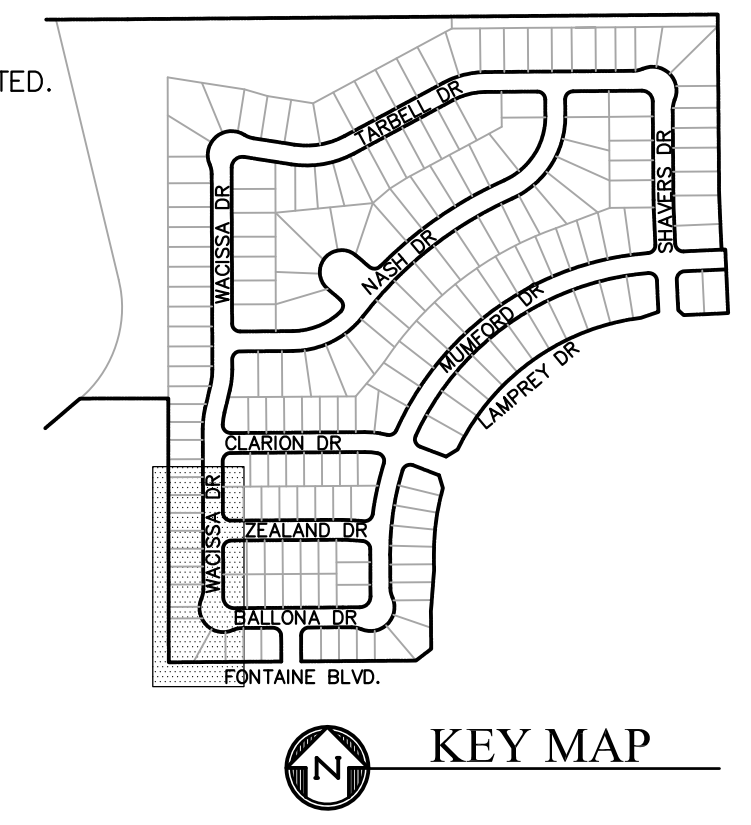 TED.
TARBELL DR
SHAVERS DR
WACISSA DR
NASH DR
MUMFORD DR
LAMPREY DR
CLARION DR
WACISSA DR
ZEALAND DR
BALLONA DR
FONTAINE BLVD.
N
KEY MAP